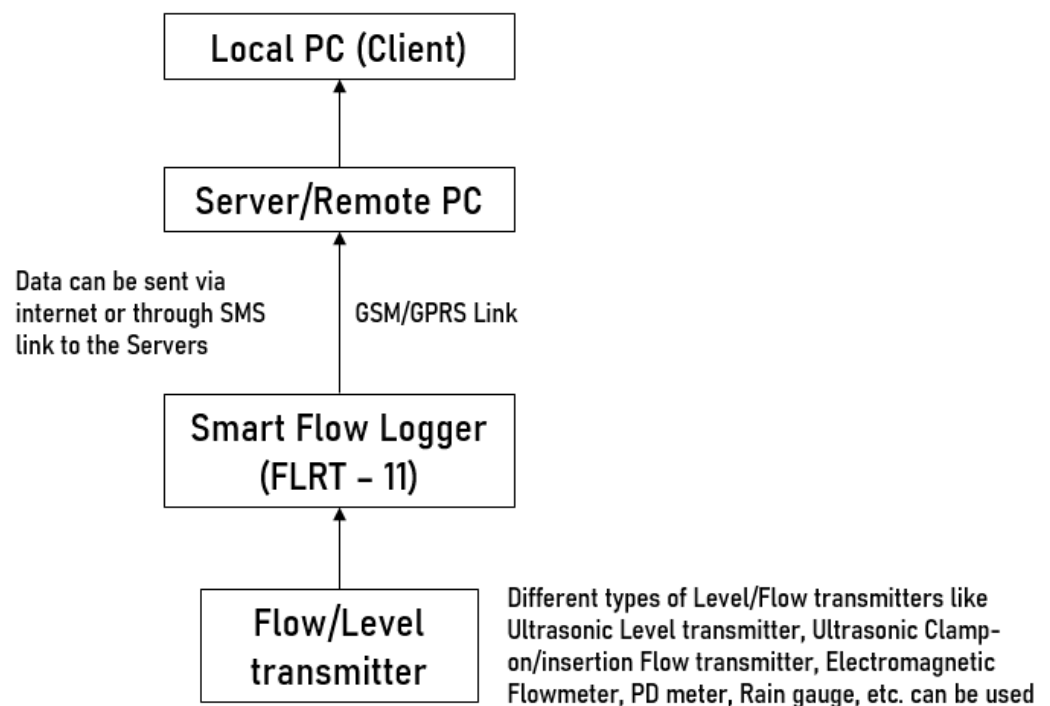 Local PC (Client)
Server/Remote PC
Data can be sent via
internet or through SMS
link to the Servers
GSM/GPRS Link
Smart Flow Logger
(FLRT – 11)
Flow/Level
transmitter
Different types of Level/Flow transmitters like
Ultrasonic Level transmitter, Ultrasonic Clamp-
on/insertion Flow transmitter, Electromagnetic
Flowmeter, PD meter, Rain gauge, etc. can be used